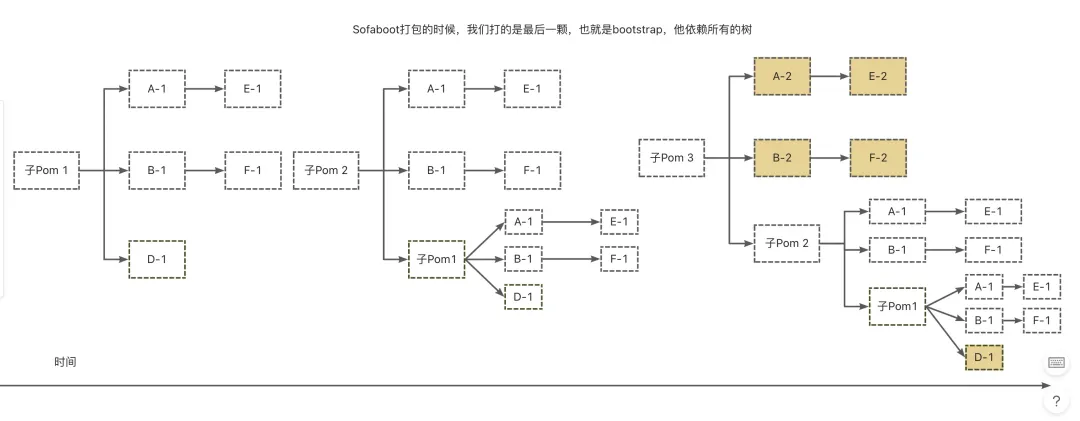 Sofaboot打包的时候，我们打的是最后一颗，也就是bootstrap，他依赖所有的树
子Pom 1
A-1
E-1
B-1
F-1
D-1
子Pom 2
A-1
E-1
B-1
F-1
子Pom1
A-1
E-1
B-1
F-1
D-1
子Pom 3
A-2
E-2
B-2
F-2
子Pom 2
A-1
E-1
B-1
F-1
子Pom1
A-1
E-1
B-1
F-1
D-1
时间
?